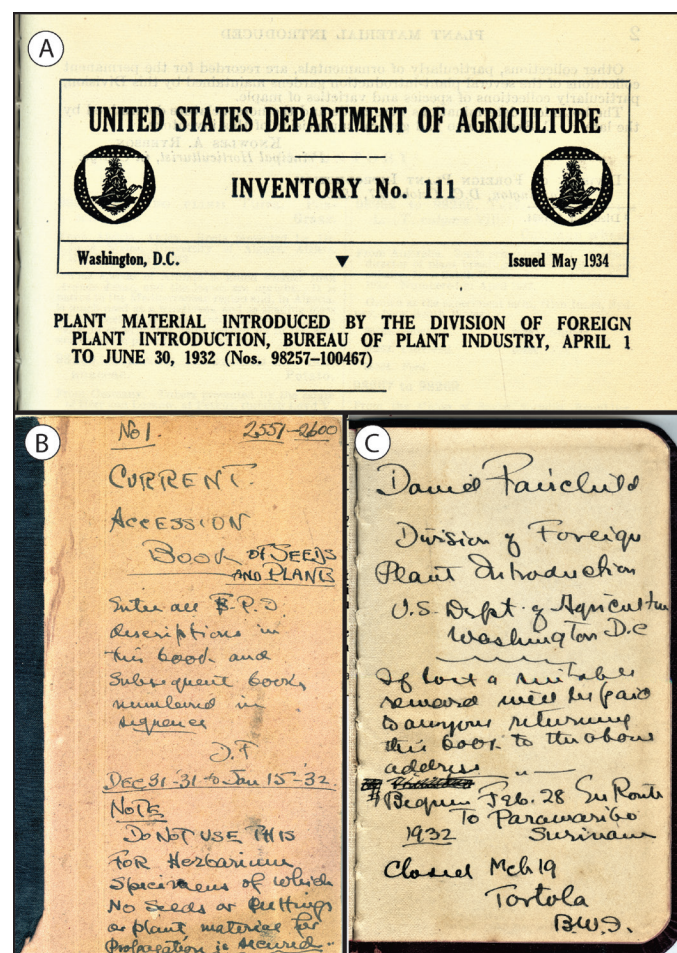 A
UNITED STATES DEPARTMENT OF AGRICULTURE
INVENTORY No. 111
Washington, D.C.
Issued May 1934
PLANT MATERIAL INTRODUCED BY THE DIVISION OF FOREIGN
PLANT INTRODUCTION, BUREAU OF PLANT INDUSTRY, APRIL 1
TO JUNE 30, 1932 (Nos. 98257–100467)
B
No 1. 2551-2600
CURRENT
ACCESSION
BOOK OF SEEDS
AND PLANTS
Enter all F.P.I.
descriptions in
this book and
Subsequent books
numbered in
sequence
D.F
DEC 31-31 to Jan 15-'32
NOTE
DO NOT USE THIS
FOR Herbarium
Specimens of which
No Seeds or Cuttings
or plant material for
Propagation is secured.
C
David Fairchild
Division of Foreign
Plant Introduction
U.S. Dept. of Agriculture
Washington D.C
If lost a suitable
reward will be paid
to anyone returning
this book to the above
address
Begun Feb. 28 En Route
To Paramaribo
1932 Surinam
Closed Mch 19
Tortola
B.W.I.